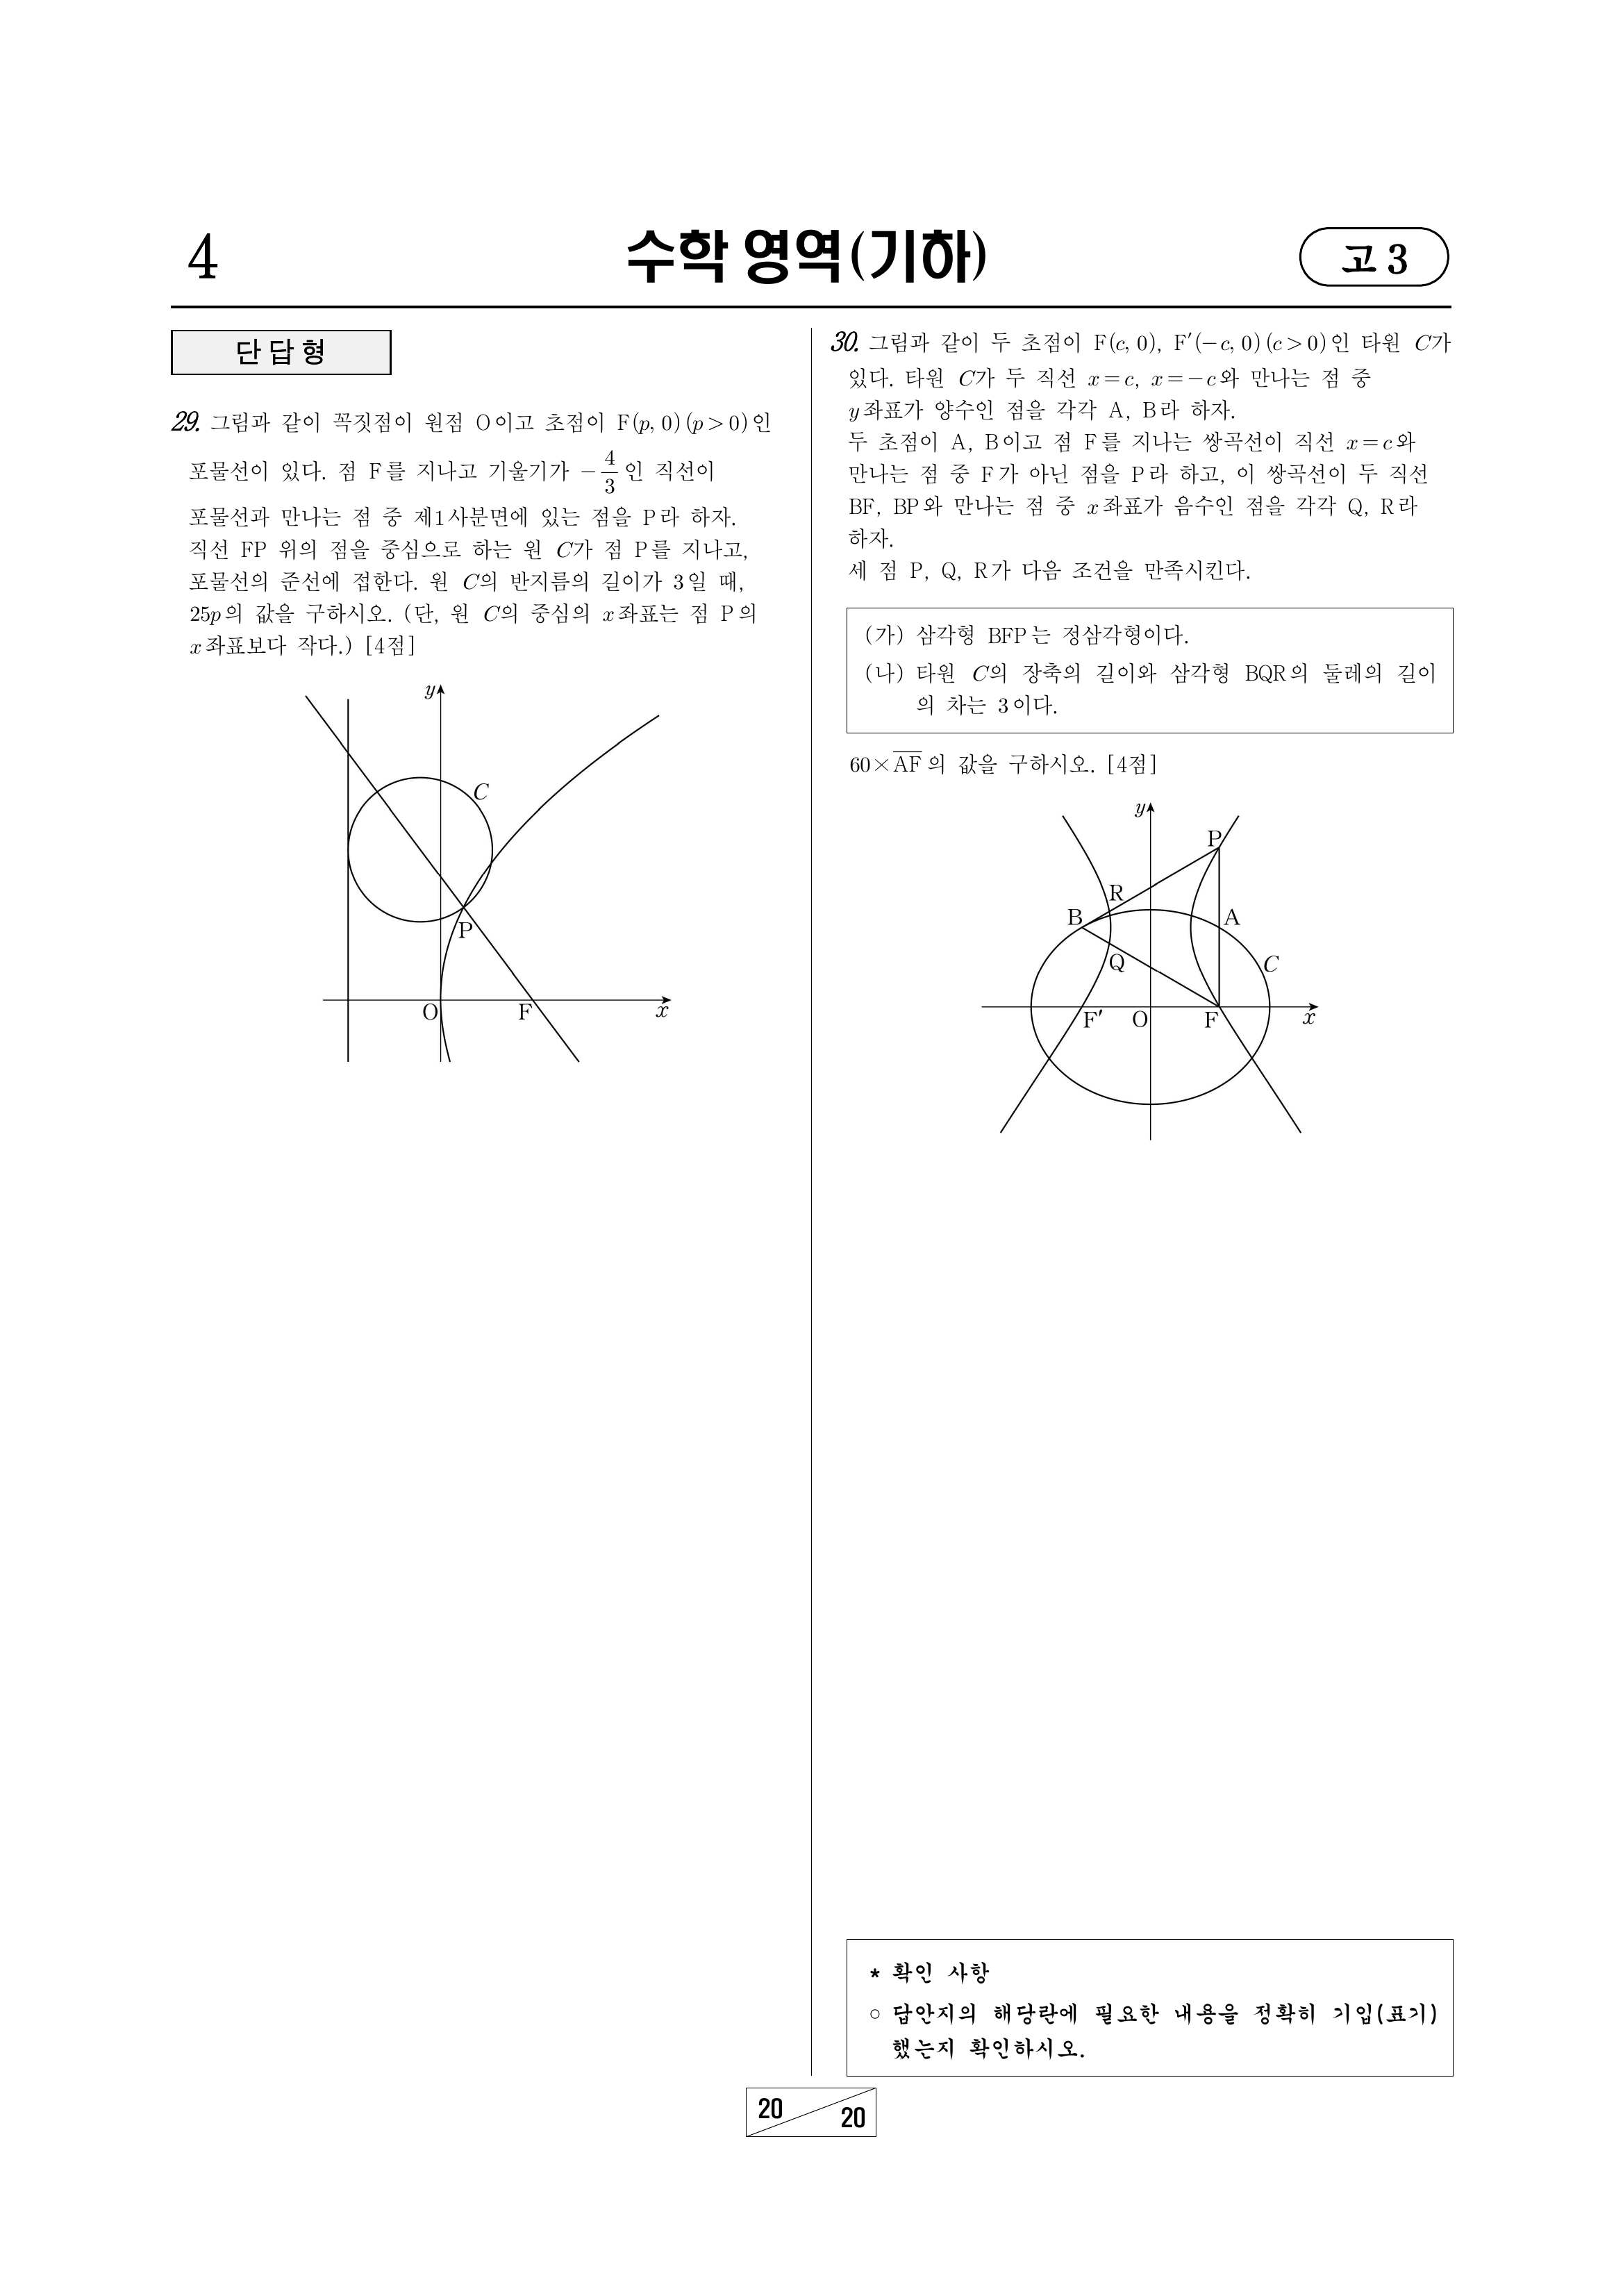 4
수학 영역(기하)
고 3
단 답 형
29. 그림과 같이 꼭짓점이 원점 O이고 초점이 F(p, 0)(p>0)인
포물선이 있다. 점 F를 지나고 기울기가 -4/3인 직선이
포물선과 만나는 점 중 제1사분면에 있는 점을 P라 하자.
직선 FP 위의 점을 중심으로 하는 원 C가 점 P를 지나고,
포물선의 준선에 접한다. 원 C의 반지름의 길이가 3일 때,
25p의 값을 구하시오. (단, 원 C의 중심의 x좌표는 점 P의
x좌표보다 작다.) [4점]
y
C
P
O
F
x
30. 그림과 같이 두 초점이 F(c, 0), F′(-c, 0)(c>0)인 타원 C가
있다. 타원 C가 두 직선 x=c, x=-c와 만나는 점 중
y좌표가 양수인 점을 각각 A, B라 하자.
두 초점이 A, B이고 점 F를 지나는 쌍곡선이 직선 x=c와
만나는 점 중 F가 아닌 점을 P라 하고, 이 쌍곡선이 두 직선
BF, BP와 만나는 점 중 x좌표가 음수인 점을 각각 Q, R라
하자.
세 점 P, Q, R가 다음 조건을 만족시킨다.
(가) 삼각형 BFP는 정삼각형이다.
(나) 타원 C의 장축의 길이와 삼각형 BQR의 둘레의 길이
의 차는 3이다.
60×A̅F̅의 값을 구하시오. [4점]
y
P
R
B
A
Q
C
F′
O
F
x
* 확인 사항
○ 답안지의 해당란에 필요한 내용을 정확히 기입(표기)
했는지 확인하시오.
20
20